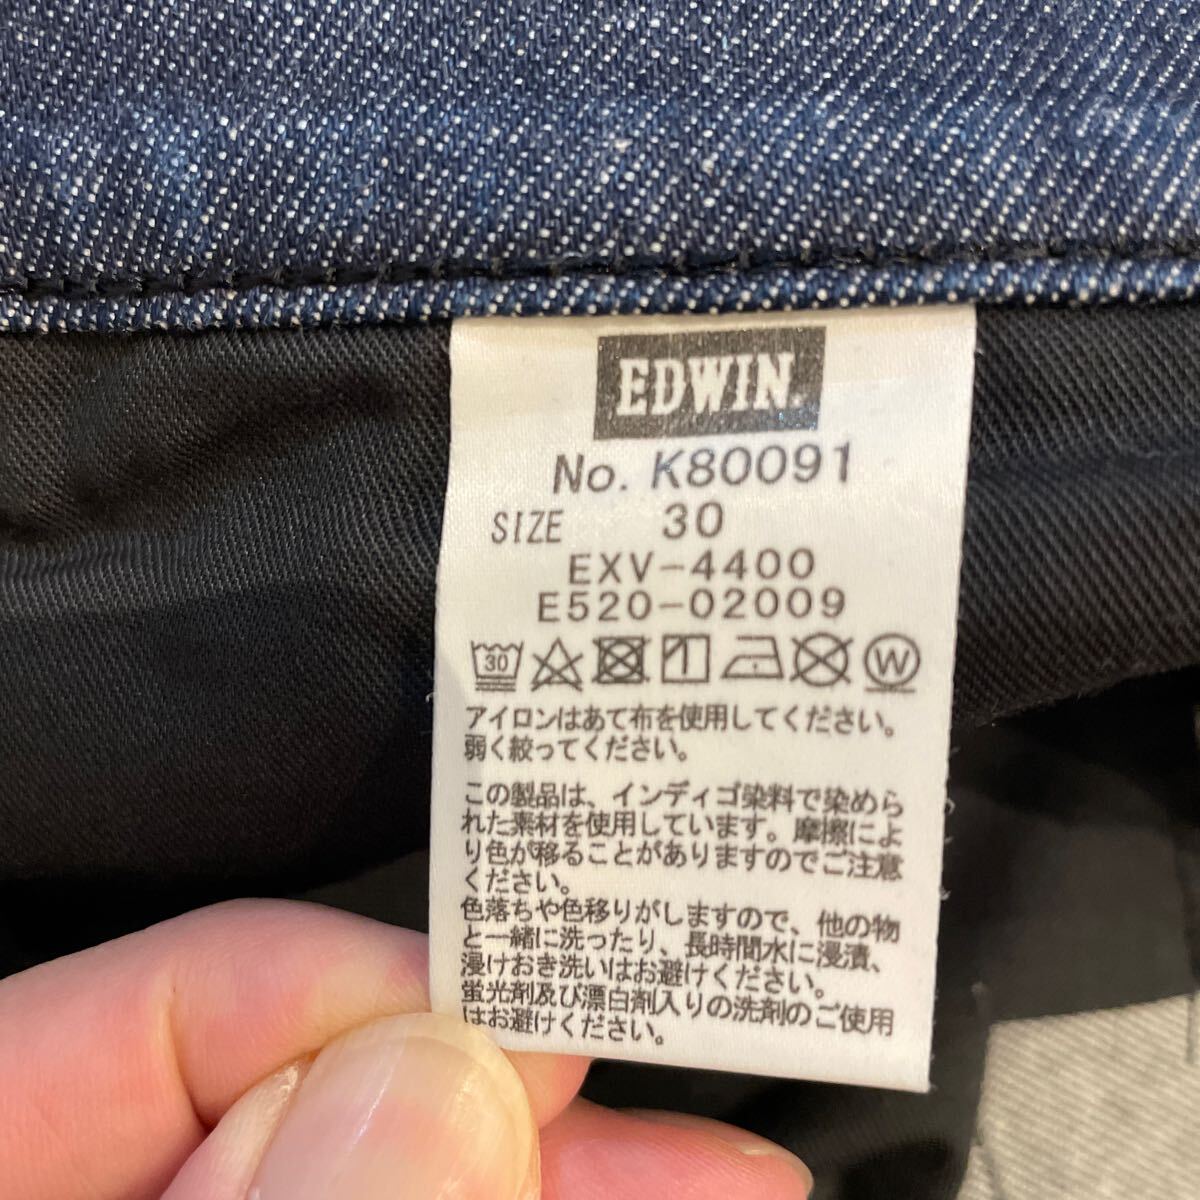 EDWIN.
No. K80091
SIZE 30
EXV-4400
E520-02009
30 W
アイロンはあて布を使用してください。
弱く絞ってください。
この製品は、インディゴ染料で染めら
れた素材を使用しています。摩擦によ
り色が移ることがありますのでご注意
ください。
色落ちや色移りがしますので、他の物
と一緒に洗ったり、長時間水に浸漬、
浸けおき洗いはお避けください。
蛍光剤及び漂白剤入りの洗剤のご使用
はお避けください。